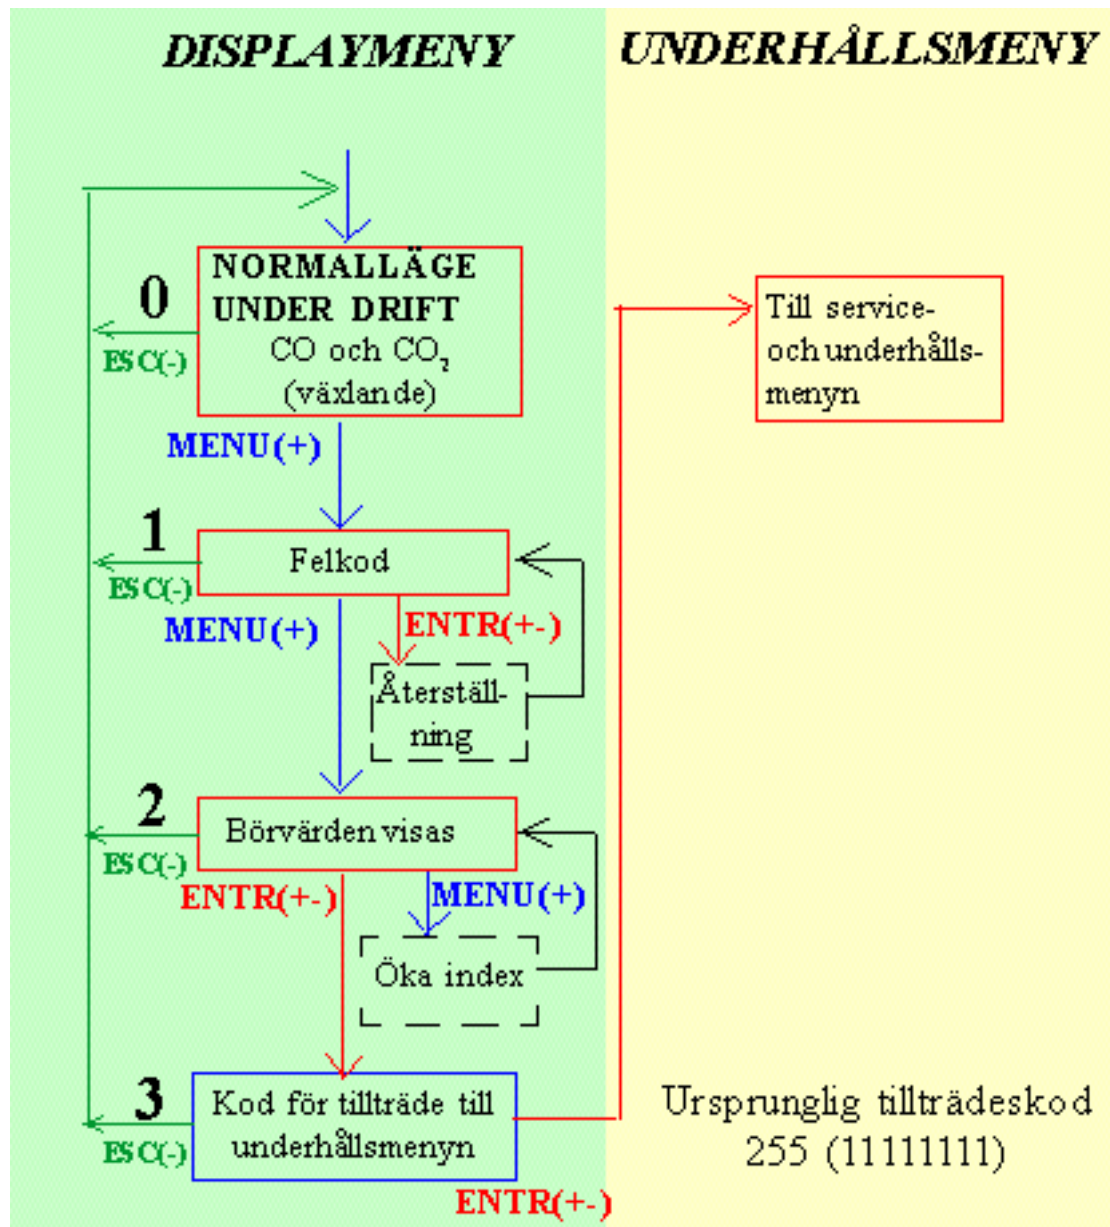 DISPLAYMENY
UNDERHÅLLSMENY
NORMALLÄGE
UNDER DRIFT
CO och CO₂
(växlande)
0
ESC(-)
Till service-
och underhålls-
menyn
MENU(+)
1
Felkod
ESC(-)
MENU(+)
ENTR(+-)
Återställ-
ning
2
Börvärden visas
ESC(-)
ENTR(+-)
MENU(+)
Öka index
3
Kod för tillträde till
underhållsmenyn
ESC(-)
ENTR(+-)
Ursprunglig tillträdeskod
255 (11111111)